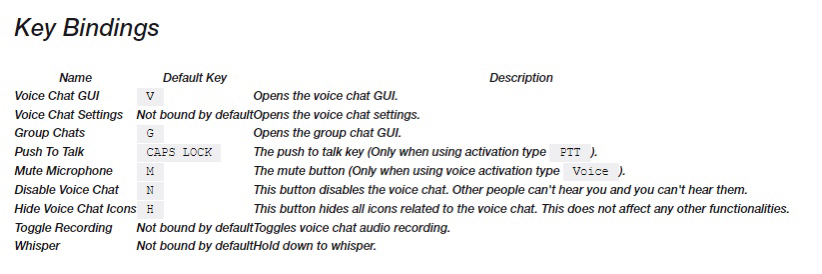 Key Bindings
Name Default Key Description
Voice Chat GUI V Opens the voice chat GUI.
Voice Chat Settings Not bound by default Opens the voice chat settings.
Group Chats G Opens the group chat GUI.
Push To Talk CAPS LOCK The push to talk key (Only when using activation type PTT ).
Mute Microphone M The mute button (Only when using voice activation type Voice ).
Disable Voice Chat N This button disables the voice chat. Other people can't hear you and you can't hear them.
Hide Voice Chat Icons H This button hides all icons related to the voice chat. This does not affect any other functionalities.
Toggle Recording Not bound by default Toggles voice chat audio recording.
Whisper Not bound by default Hold down to whisper.